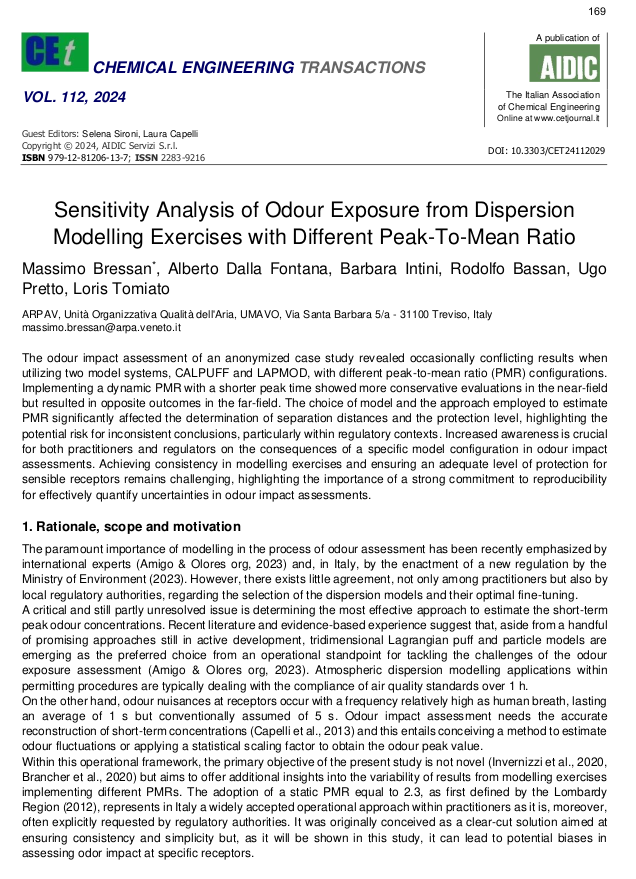 169
CEt
CHEMICAL ENGINEERING TRANSACTIONS
VOL. 112, 2024
A publication of
AIDIC
The Italian Association
of Chemical Engineering
Online at www.cetjournal.it
Guest Editors: Selena Sironi, Laura Capelli
Copyright © 2024, AIDIC Servizi S.r.l.
ISBN 979-12-81206-13-7; ISSN 2283-9216
DOI: 10.3303/CET24112029
Sensitivity Analysis of Odour Exposure from Dispersion
Modelling Exercises with Different Peak-To-Mean Ratio
Massimo Bressan*, Alberto Dalla Fontana, Barbara Intini, Rodolfo Bassan, Ugo
Pretto, Loris Tomiato
ARPAV, Unità Organizzativa Qualità dell'Aria, UMAVO, Via Santa Barbara 5/a - 31100 Treviso, Italy
massimo.bressan@arpa.veneto.it
The odour impact assessment of an anonymized case study revealed occasionally conflicting results when
utilizing two model systems, CALPUFF and LAPMOD, with different peak-to-mean ratio (PMR) configurations.
Implementing a dynamic PMR with a shorter peak time showed more conservative evaluations in the near-field
but resulted in opposite outcomes in the far-field. The choice of model and the approach employed to estimate
PMR significantly affected the determination of separation distances and the protection level, highlighting the
potential risk for inconsistent conclusions, particularly within regulatory contexts. Increased awareness is crucial
for both practitioners and regulators on the consequences of a specific model configuration in odour impact
assessments. Achieving consistency in modelling exercises and ensuring an adequate level of protection for
sensible receptors remains challenging, highlighting the importance of a strong commitment to reproducibility
for effectively quantify uncertainties in odour impact assessments.
1. Rationale, scope and motivation
The paramount importance of modelling in the process of odour assessment has been recently emphasized by
international experts (Amigo & Olores org, 2023) and, in Italy, by the enactment of a new regulation by the
Ministry of Environment (2023). However, there exists little agreement, not only among practitioners but also by
local regulatory authorities, regarding the selection of the dispersion models and their optimal fine-tuning.
A critical and still partly unresolved issue is determining the most effective approach to estimate the short-term
peak odour concentrations. Recent literature and evidence-based experience suggest that, aside from a handful
of promising approaches still in active development, tridimensional Lagrangian puff and particle models are
emerging as the preferred choice from an operational standpoint for tackling the challenges of the odour
exposure assessment (Amigo & Olores org, 2023). Atmospheric dispersion modelling applications within
permitting procedures are typically dealing with the compliance of air quality standards over 1 h.
On the other hand, odour nuisances at receptors occur with a frequency relatively high as human breath, lasting
an average of 1 s but conventionally assumed of 5 s. Odour impact assessment needs the accurate
reconstruction of short-term concentrations (Capelli et al., 2013) and this entails conceiving a method to estimate
odour fluctuations or applying a statistical scaling factor to obtain the odour peak value.
Within this operational framework, the primary objective of the present study is not novel (Invernizzi et al., 2020,
Brancher et al., 2020) but aims to offer additional insights into the variability of results from modelling exercises
implementing different PMRs. The adoption of a static PMR equal to 2.3, as first defined by the Lombardy
Region (2012), represents in Italy a widely accepted operational approach within practitioners as it is, moreover,
often explicitly requested by regulatory authorities. It was originally conceived as a clear-cut solution aimed at
ensuring consistency and simplicity but, as it will be shown in this study, it can lead to potential biases in
assessing odor impact at specific receptors.